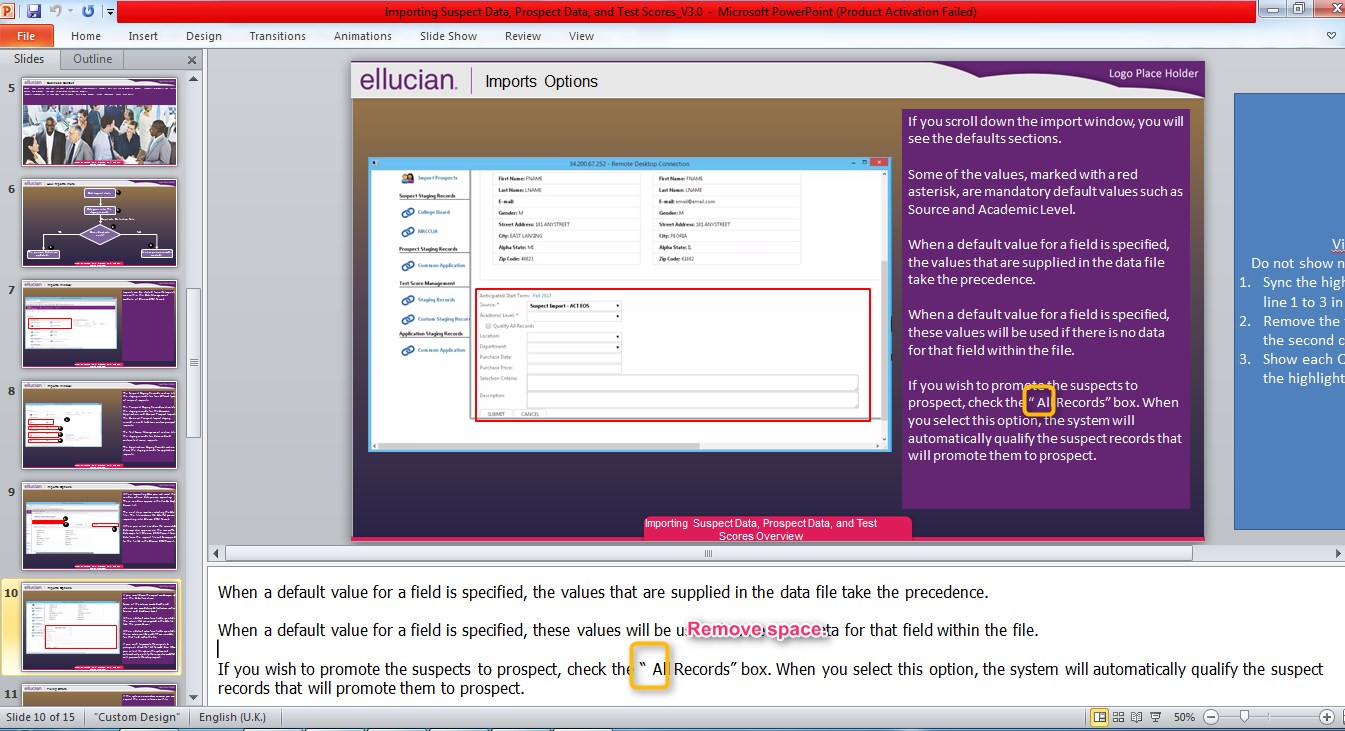 Importing Suspect Data, Prospect Data, and Test Scores_V3.0 - Microsoft PowerPoint (Product Activation Failed)
File Home Insert Design Transitions Animations Slide Show Review View
Slides Outline
5
6
7
8
9
10
11
ellucian. Imports Options
Logo Place Holder
34.200.67.252 - Remote Desktop Connection
Import Prospects
Suspect Staging Records
College Board
NRCCUA
Prospect Staging Records
Common Application
Test Score Management
Staging Records
Custom Staging Recor
Application Staging Records
Common Application
First Name: FNAME
Last Name: LNAME
E-mail:
Gender: M
Street Address: 101 ANYSTREET
City: EAST LANSING
Alpha State: MI
Zip Code: 48823
First Name: FNAME
Last Name: LNAME
E-mail: email@email.com
Gender: M
Street Address: 101 ANYSTREET
City: PEORIA
Alpha State: IL
Zip Code: 61602
Anticipated Start Term: Fall 2017
Source: * Suspect Import - ACT EOS
Academic Level: *
Qualify All Records
Location:
Department:
Purchase Date:
Purchase Price:
Selection Criteria:
Description:
SUBMIT CANCEL
If you scroll down the import window, you will
see the defaults sections.
Some of the values, marked with a red
asterisk, are mandatory default values such as
Source and Academic Level.
When a default value for a field is specified,
the values that are supplied in the data file
take the precedence.
When a default value for a field is specified,
these values will be used if there is no data
for that field within the file.
If you wish to promote the suspects to
prospect, check the “ All Records” box. When
you select this option, the system will
automatically qualify the suspect records that
will promote them to prospect.
Importing Suspect Data, Prospect Data, and Test
Scores Overview
Vi
Do not show n
1. Sync the high
line 1 to 3 in
2. Remove the
the second c
3. Show each C
the highlight
When a default value for a field is specified, the values that are supplied in the data file take the precedence.
When a default value for a field is specified, these values will be u Remove space ta for that field within the file.
If you wish to promote the suspects to prospect, check the “ All Records” box. When you select this option, the system will automatically qualify the suspect
records that will promote them to prospect.
Slide 10 of 15 "Custom Design" English (U.K.) 50%